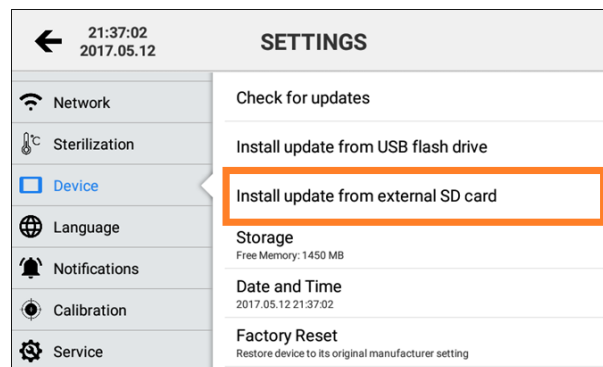 21:37:02
2017.05.12
SETTINGS
Network
°C
Sterilization
Device
Language
Notifications
Calibration
Service
Check for updates
Install update from USB flash drive
Install update from external SD card
Storage
Free Memory: 1450 MB
Date and Time
2017.05.12 21:37:02
Factory Reset
Restore device to its original manufacturer setting